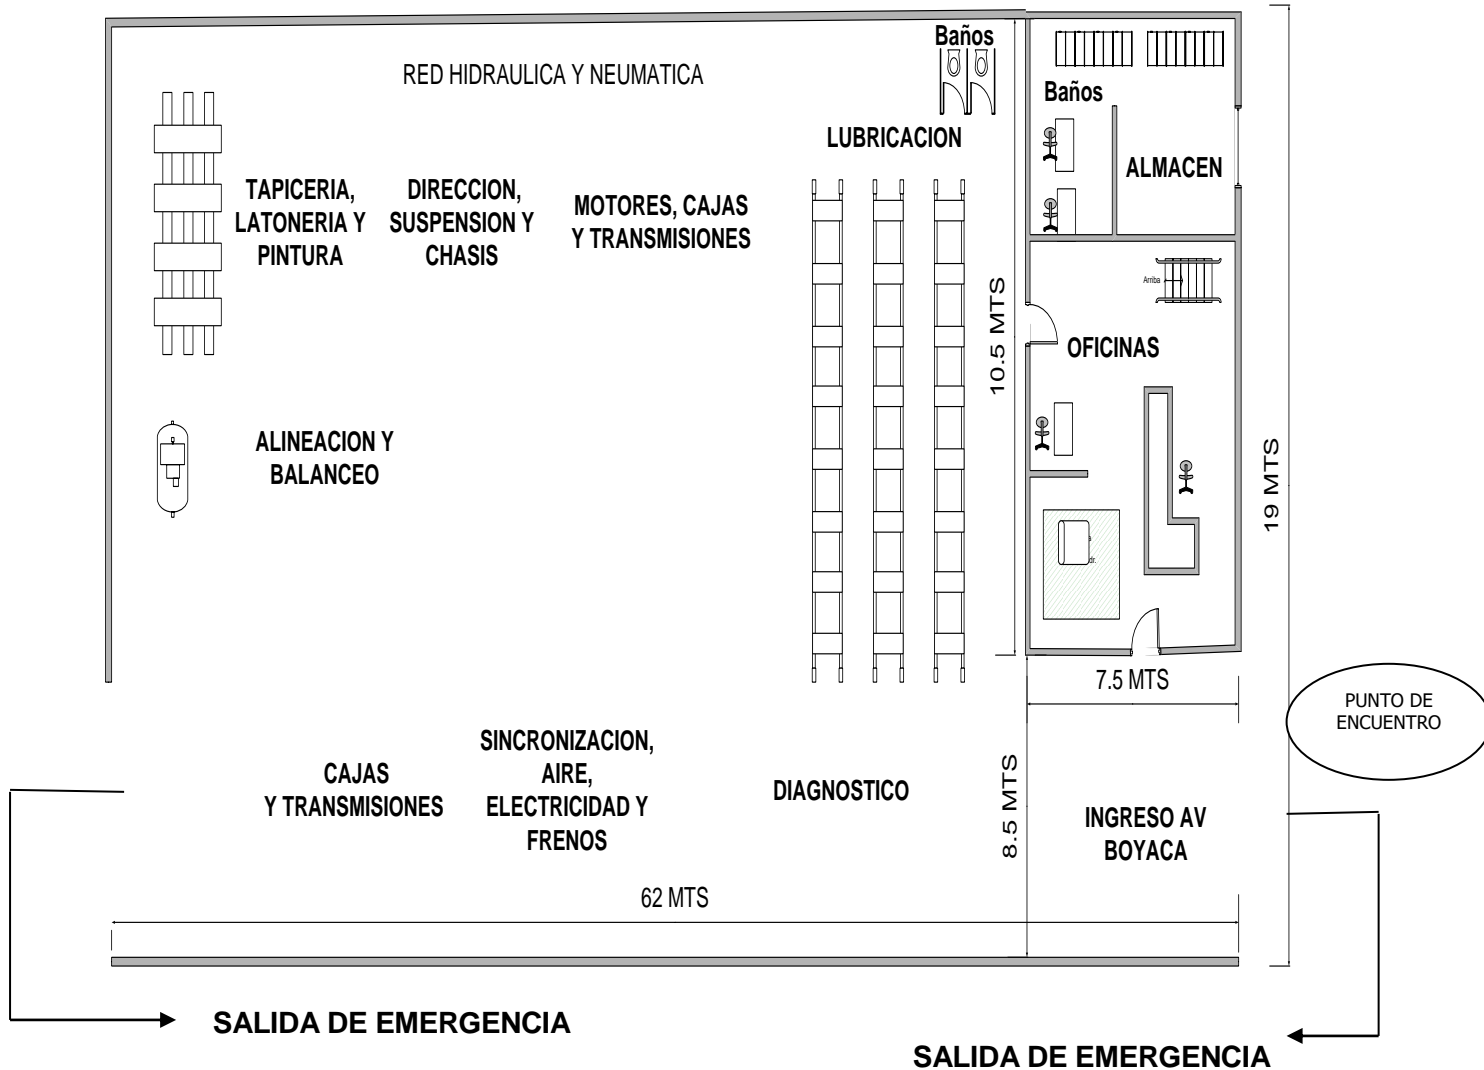 Baños
RED HIDRAULICA Y NEUMATICA
Baños
LUBRICACION
ALMACEN
TAPICERIA,
LATONERIA Y
PINTURA
DIRECCION,
SUSPENSION Y
CHASIS
MOTORES, CAJAS
Y TRANSMISIONES
Arriba
10.5 MTS
OFICINAS
ALINEACION Y
BALANCEO
19 MTS
7.5 MTS
PUNTO DE
ENCUENTRO
CAJAS
Y TRANSMISIONES
SINCRONIZACION,
AIRE,
ELECTRICIDAD Y
FRENOS
DIAGNOSTICO
8.5 MTS
INGRESO AV
BOYACA
62 MTS
SALIDA DE EMERGENCIA
SALIDA DE EMERGENCIA